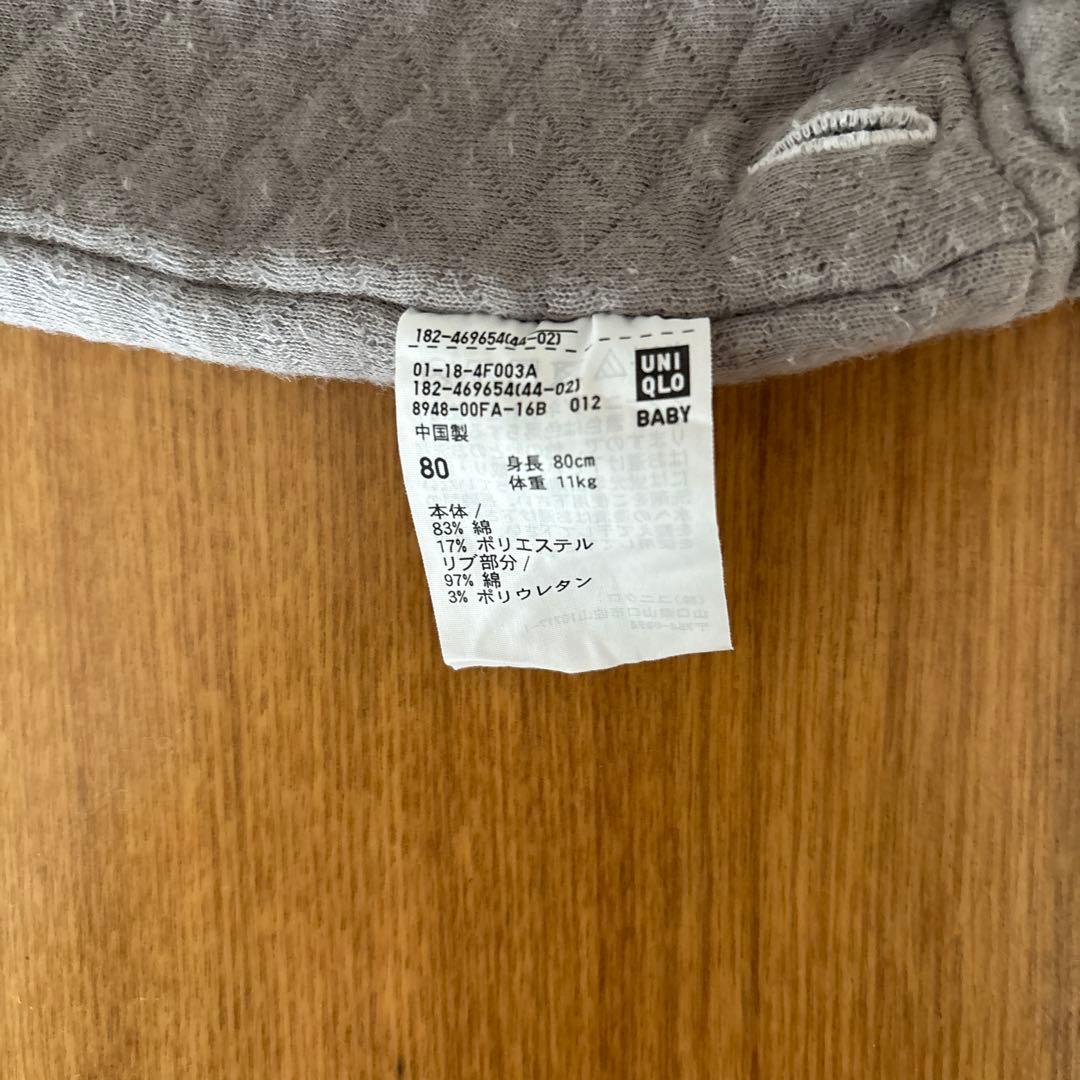 182-469654(44-02)
01-18-4F003A
182-469654(44-02)
8948-00FA-16B 012
UNI
QLO
BABY
中国製
80
身長 80cm
体重 11kg
本体/
83% 綿
17% ポリエステル
リブ部分/
97% 綿
3% ポリウレタン